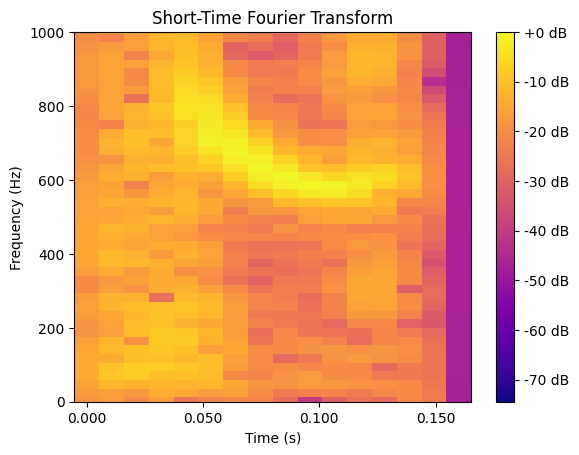 Short-Time Fourier Transform
Frequency (Hz)
1000
800
600
400
200
0
0.000
0.050
0.100
0.150
Time (s)
+0 dB
-10 dB
-20 dB
-30 dB
-40 dB
-50 dB
-60 dB
-70 dB